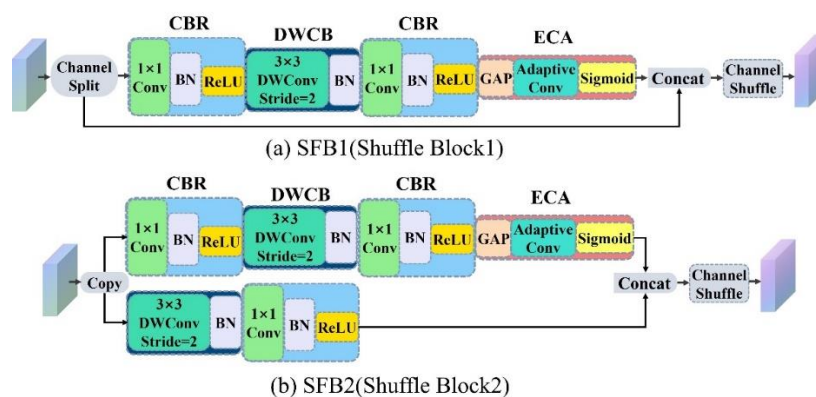 CBR
DWCB
CBR
ECA
Channel
Split
1×1
Conv
BN
ReLU
3×3
DWConv
Stride=2
BN
1×1
Conv
BN
ReLU
GAP
Adaptive
Conv
Sigmoid
Concat
Channel
Shuffle
(a) SFB1(Shuffle Block1)
CBR
DWCB
CBR
ECA
Copy
1×1
Conv
BN
ReLU
3×3
DWConv
Stride=2
BN
1×1
Conv
BN
ReLU
GAP
Adaptive
Conv
Sigmoid
3×3
DWConv
Stride=2
BN
1×1
Conv
BN
ReLU
Concat
Channel
Shuffle
(b) SFB2(Shuffle Block2)